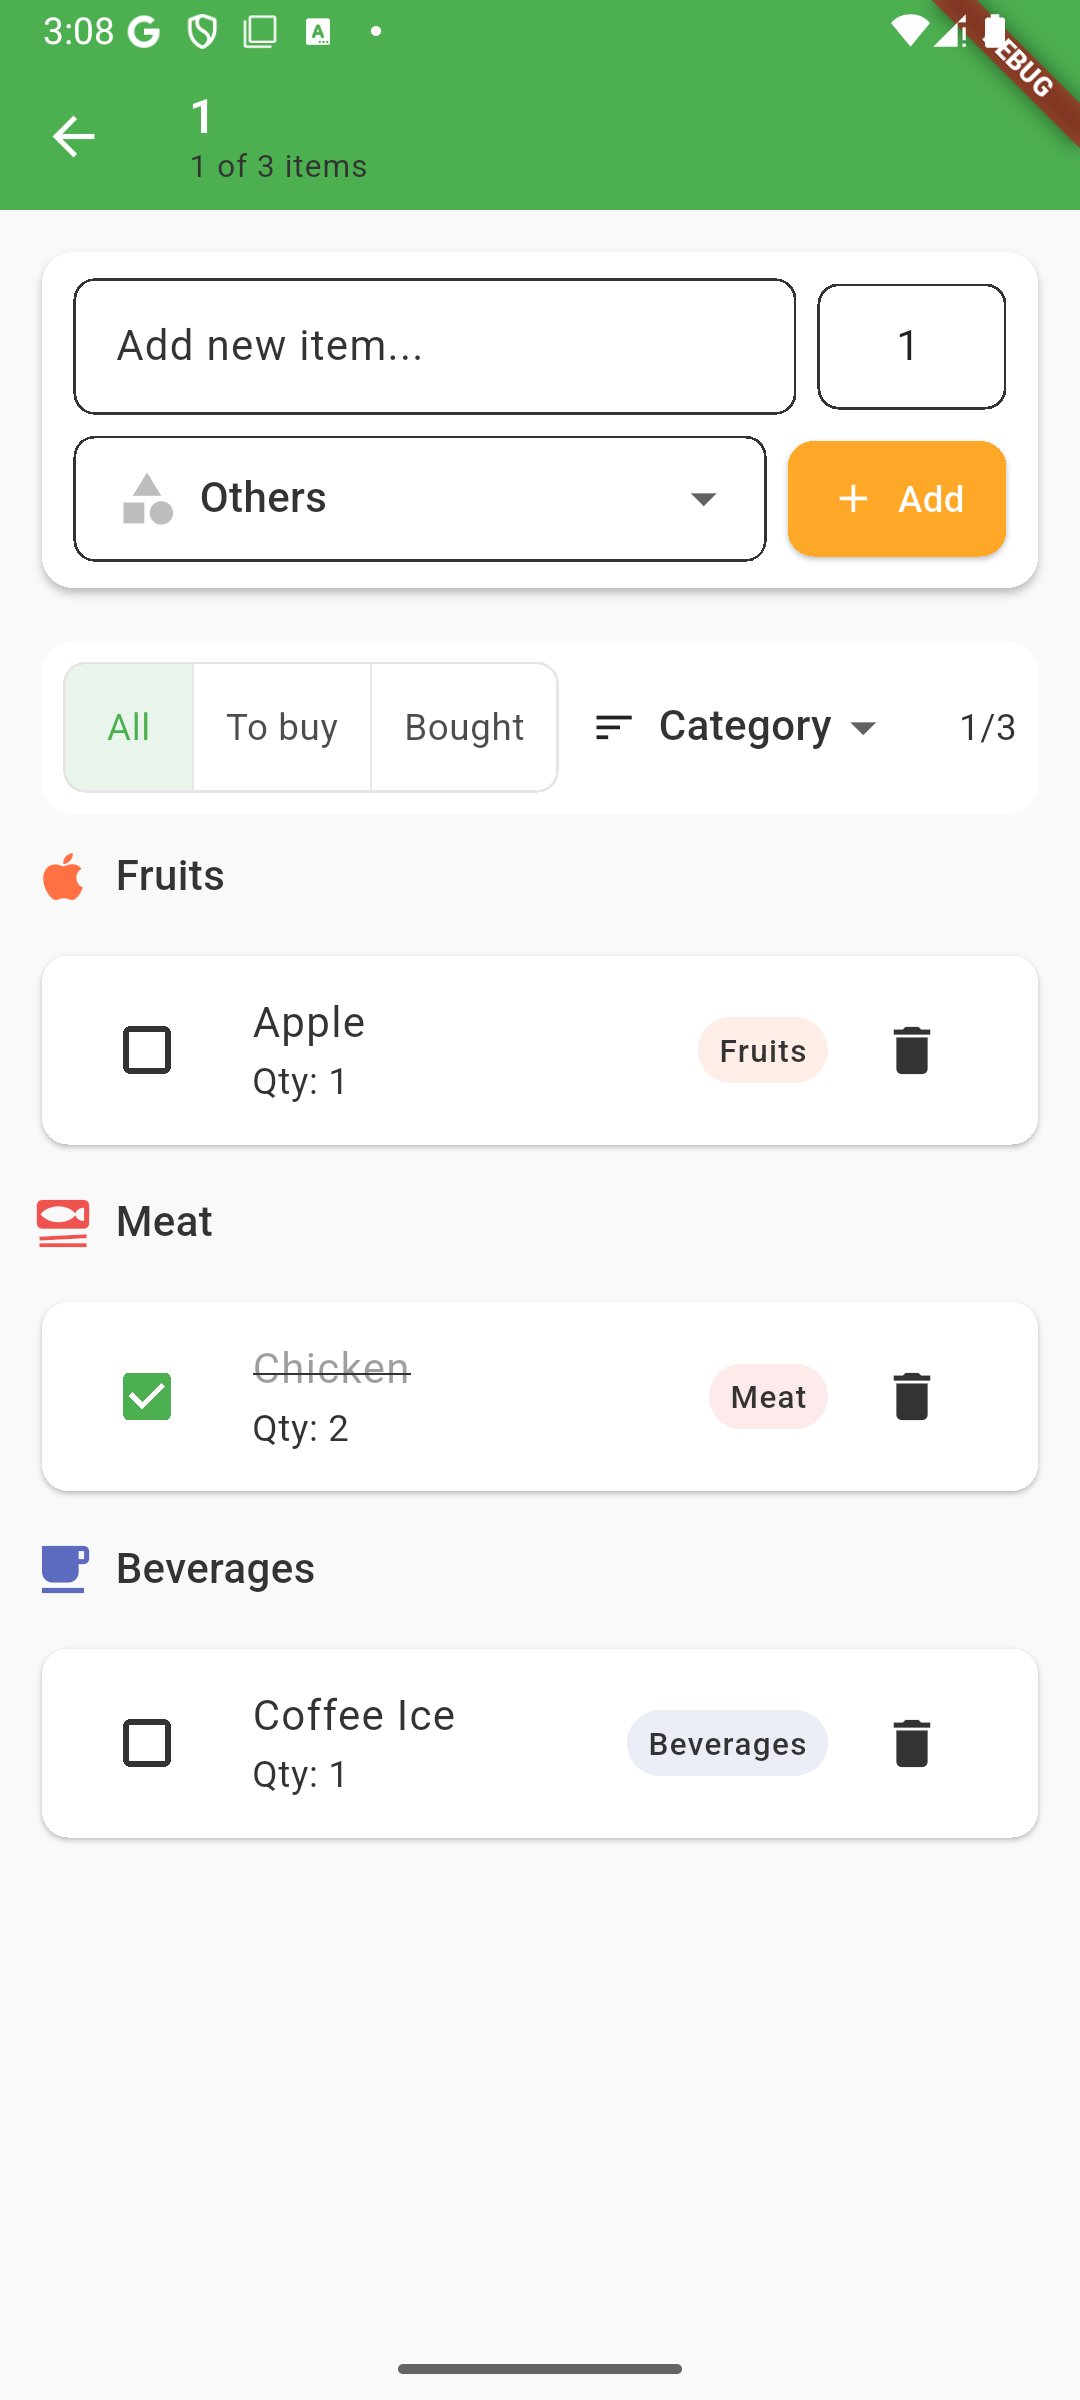 3:08
DEBUG
1
1 of 3 items
Add new item...
1
Others
+ Add
All
To buy
Bought
Category
1/3
Fruits
Apple
Qty: 1
Fruits
Meat
Chicken
Qty: 2
Meat
Beverages
Coffee Ice
Qty: 1
Beverages